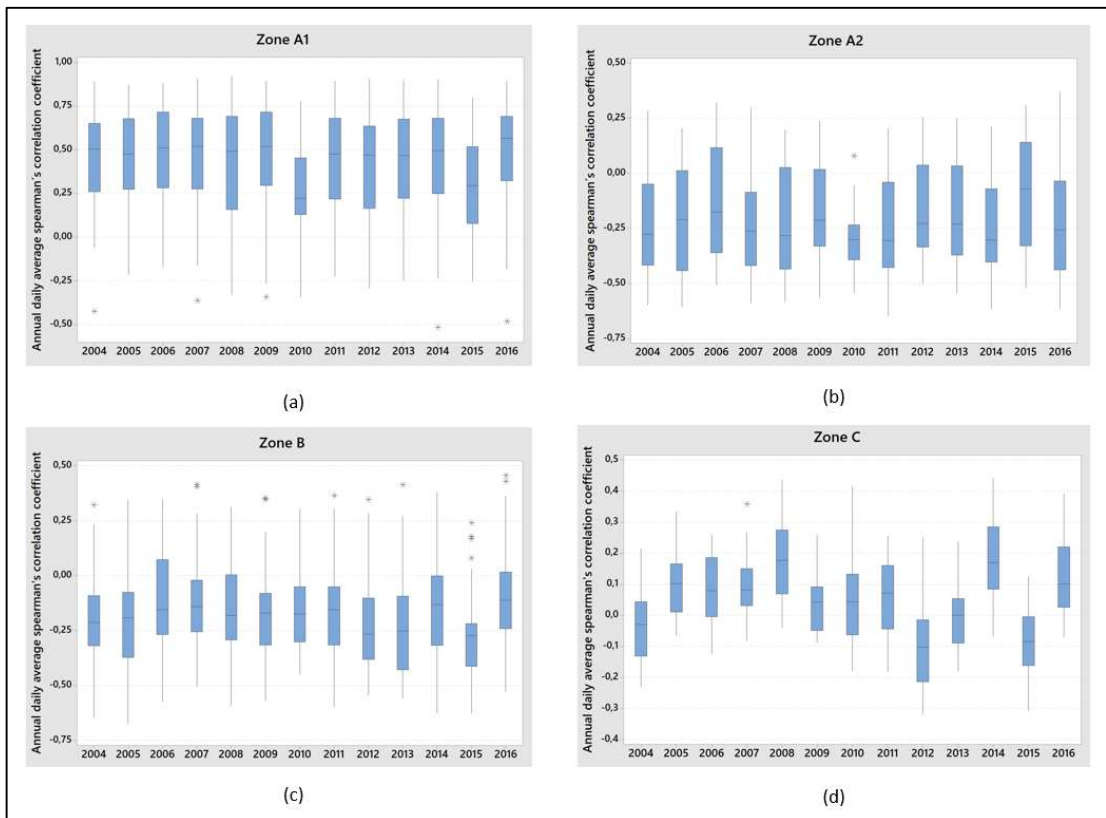 Zone A1
Annual daily average spearman's correlation coefficient
1,00
0,75
0,50
0,25
0,00
-0,25
-0,50
2004 2005 2006 2007 2008 2009 2010 2011 2012 2013 2014 2015 2016
(a)
Zone A2
Annual daily average spearman's correlation coefficient
0,50
0,25
0,00
-0,25
-0,50
-0,75
2004 2005 2006 2007 2008 2009 2010 2011 2012 2013 2014 2015 2016
(b)
Zone B
Annual daily average spearman's correlation coefficient
0,50
0,25
0,00
-0,25
-0,50
-0,75
2004 2005 2006 2007 2008 2009 2010 2011 2012 2013 2014 2015 2016
(c)
Zone C
Annual daily average spearman's correlation coefficient
0,5
0,4
0,3
0,2
0,1
0,0
-0,1
-0,2
-0,3
-0,4
2004 2005 2006 2007 2008 2009 2010 2011 2012 2013 2014 2015 2016
(d)